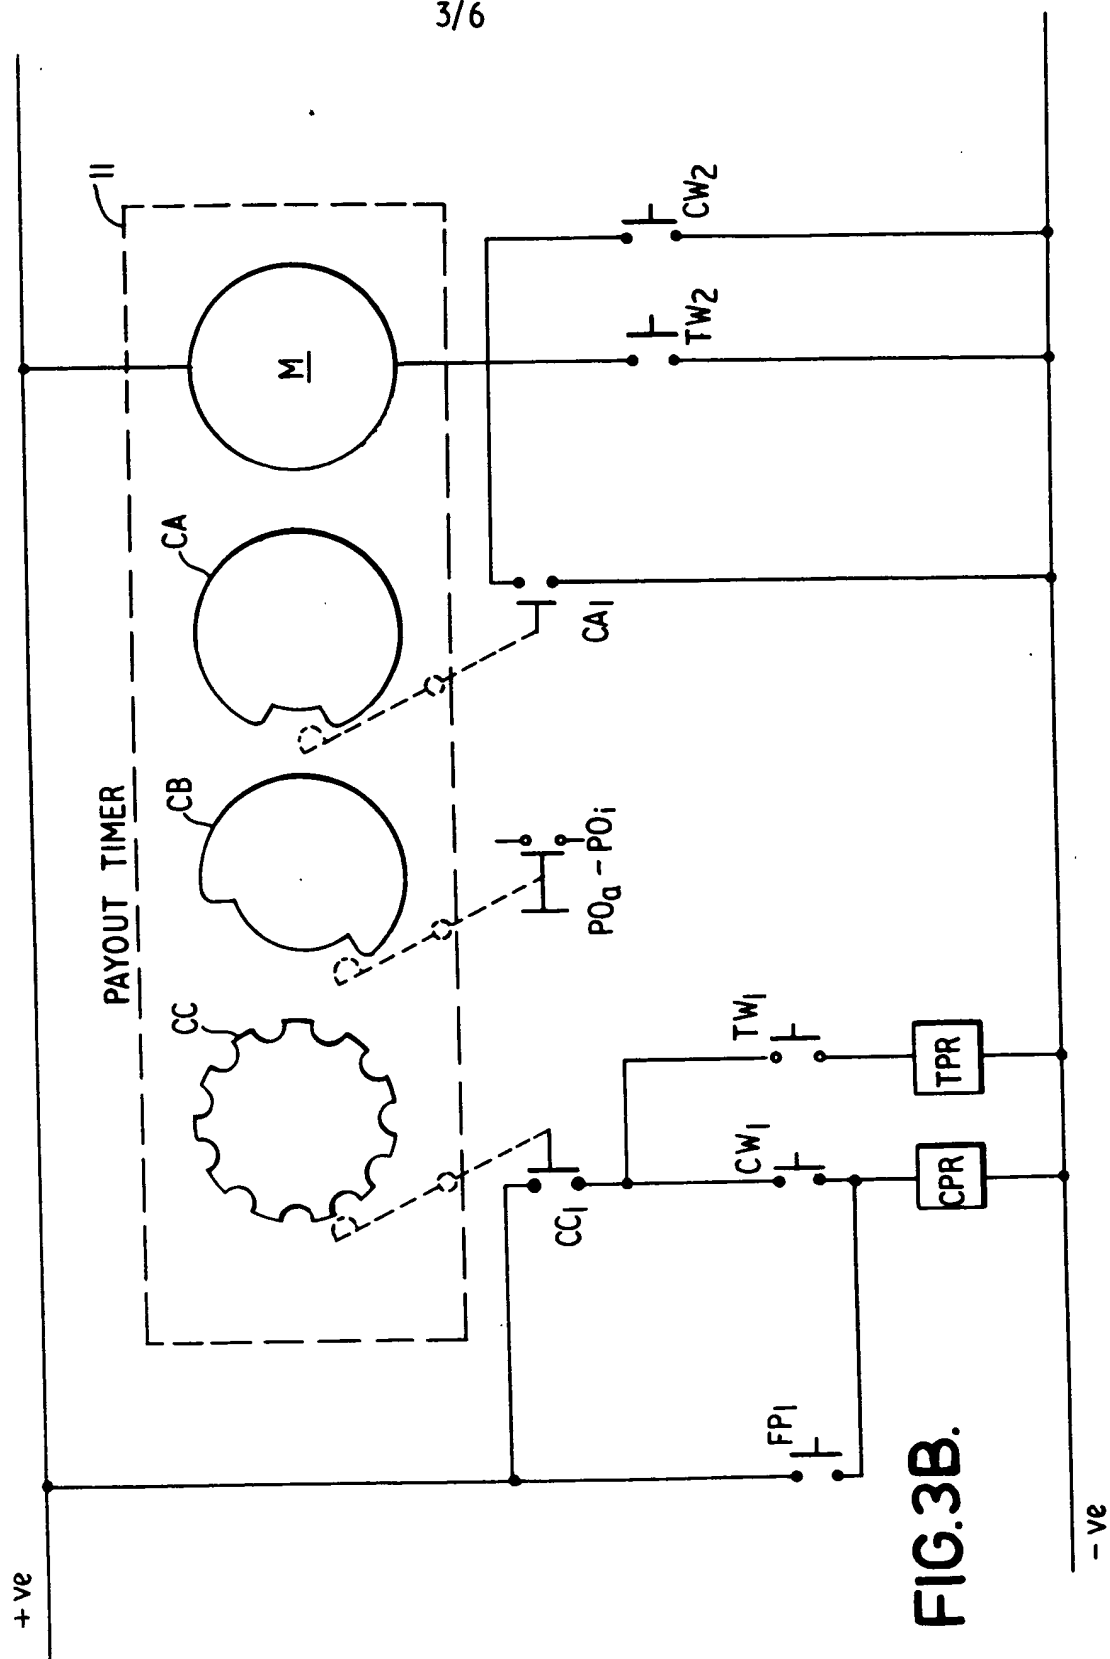 3/6
+ve
PAYOUT TIMER
11
CC
CB
CA
M
CC1
POa - POi
CA1
FP1
CW1
TW1
TW2
CW2
CPR
TPR
FIG.3B.
-ve